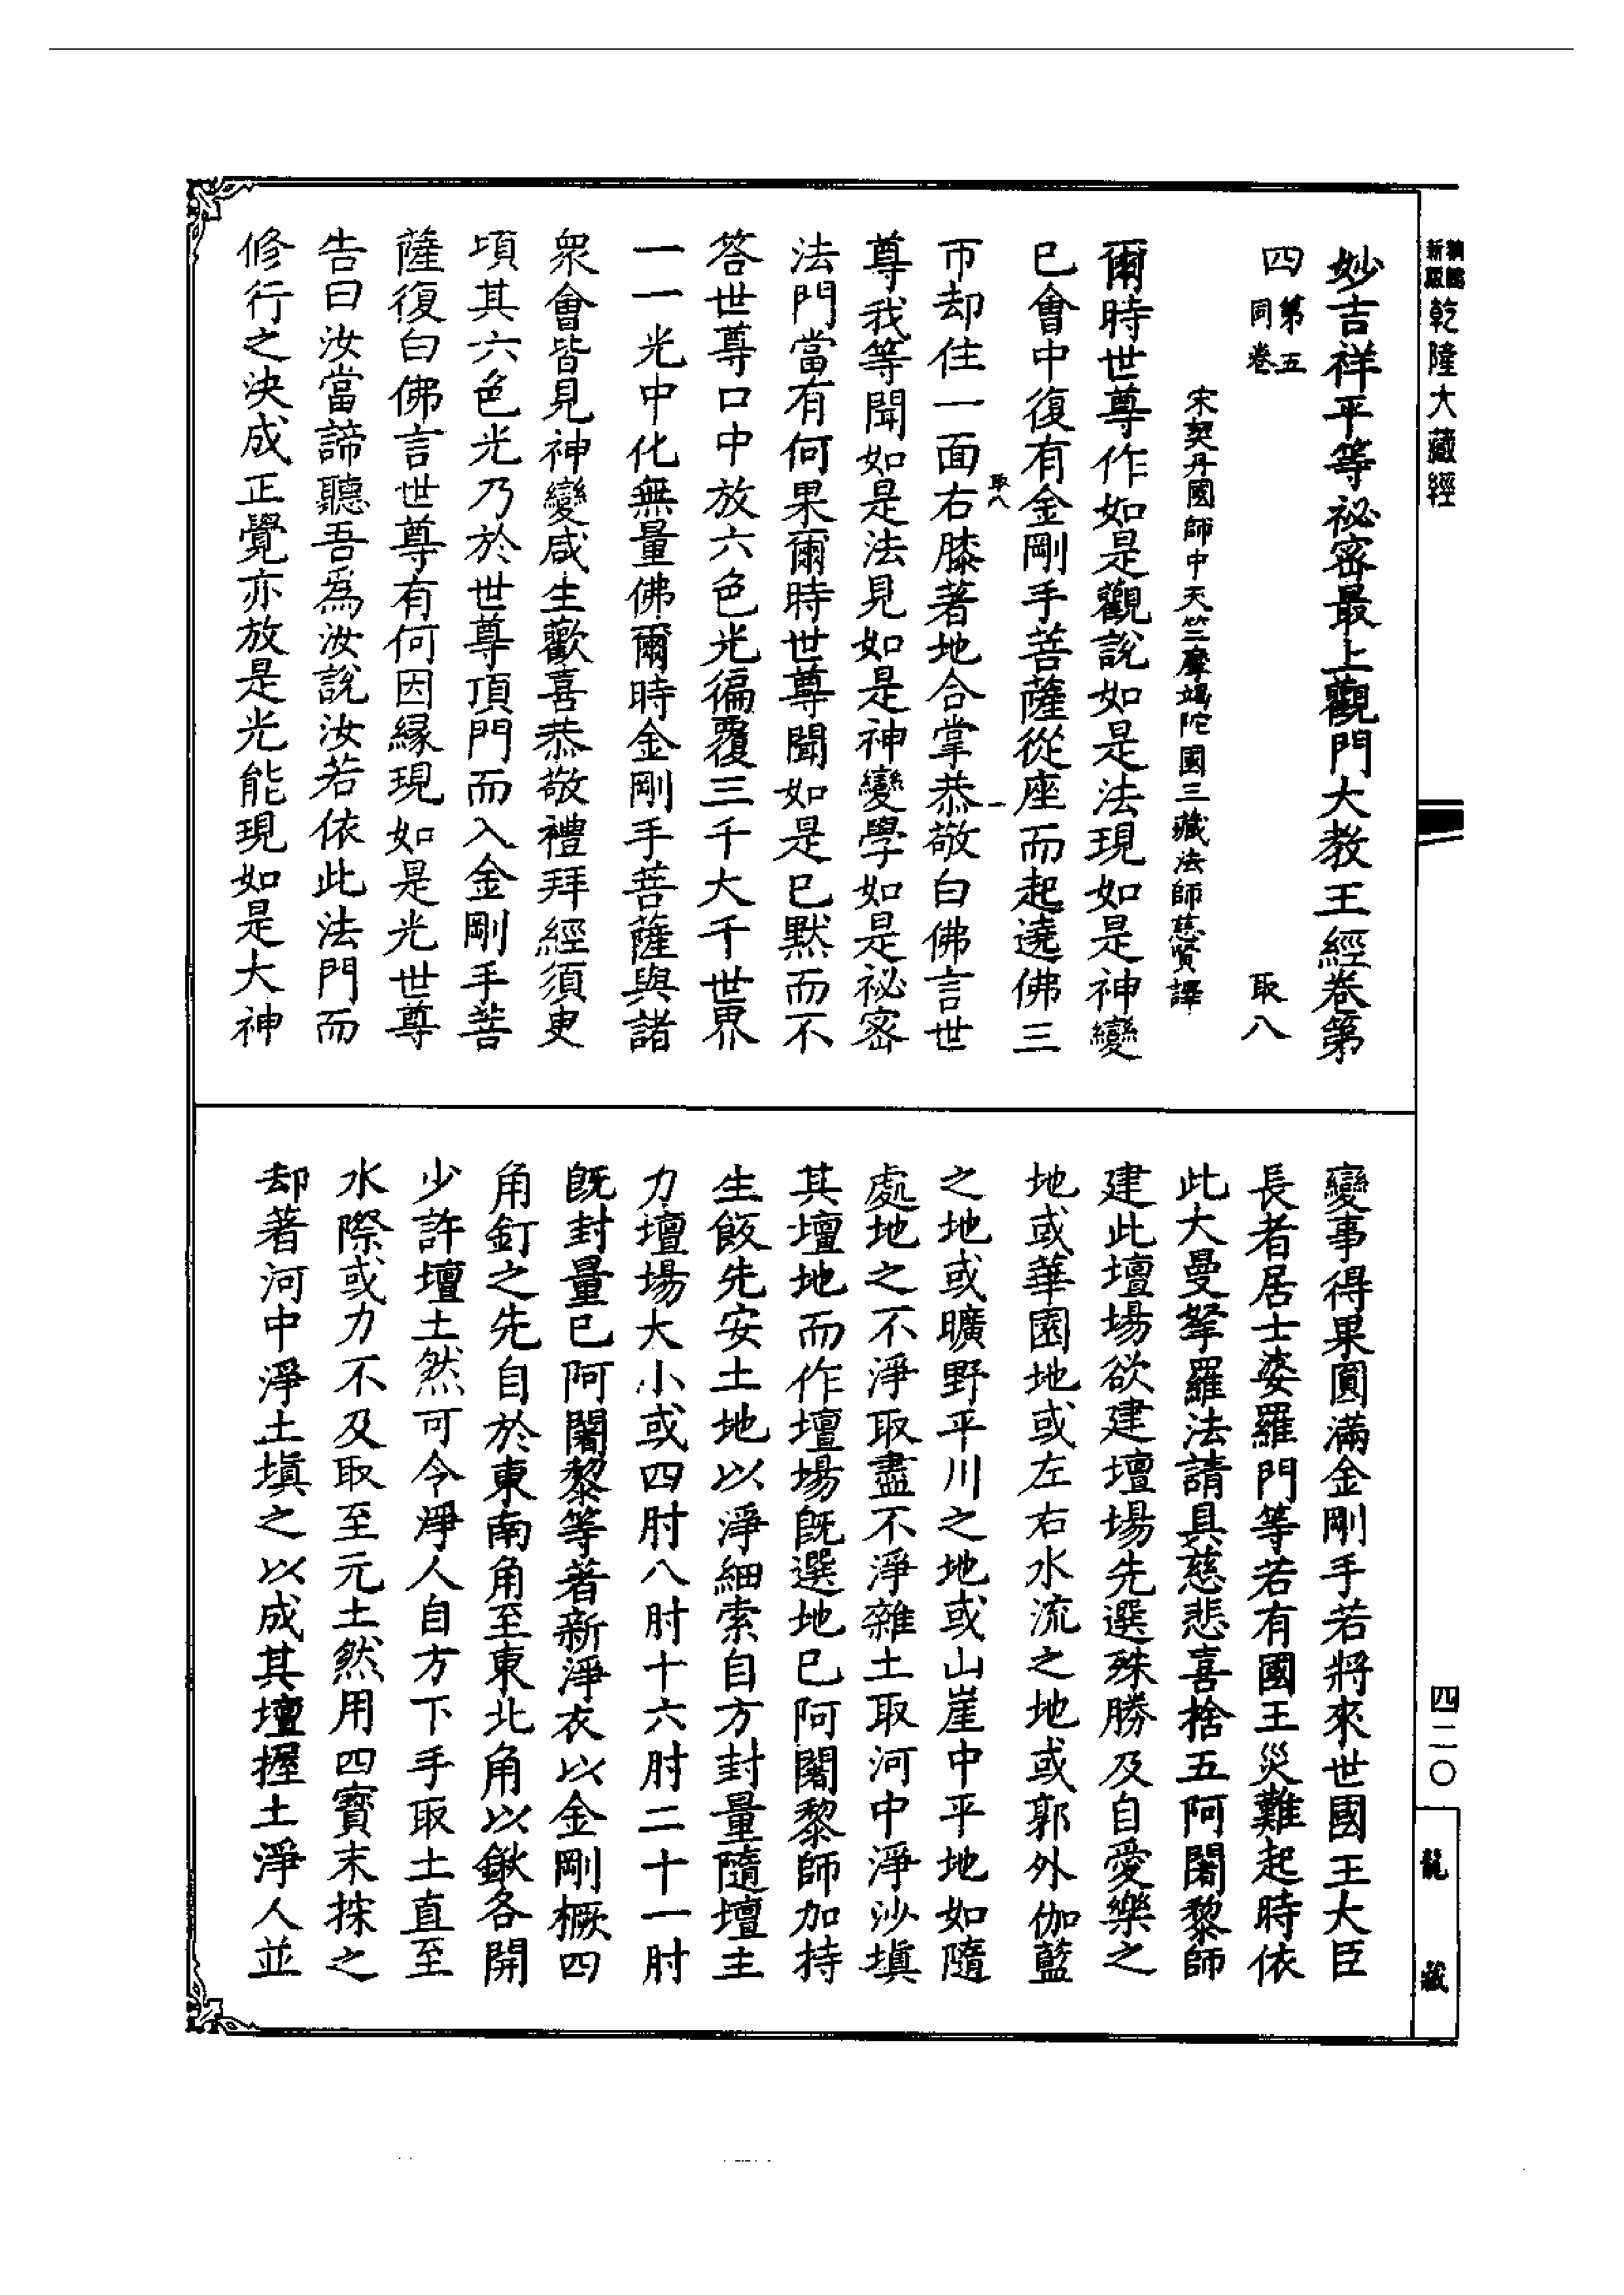 妙吉祥平等祕密最上觀門大教王經卷第
四 第五同卷 取八
宋契丹國師中天竺摩竭陀國三藏法師慈賢譯
爾時世尊作如是觀說如是法現如是神變
已會中復有金剛手菩薩從座而起遶佛三
取八 一
帀却住一面右膝著地合掌恭敬白佛言世
尊我等聞如是法見如是神變學如是祕密
法門當有何果爾時世尊聞如是已默而不
答世尊口中放六色光徧覆三千大千世界
一一光中化無量佛爾時金剛手菩薩與諸
衆會皆見神變咸生歡喜恭敬禮拜經須臾
頃其六色光乃於世尊頂門而入金剛手菩
薩復白佛言世尊有何因緣現如是光世尊
告曰汝當諦聽吾爲汝說汝若依此法門而
修行之決成正覺亦放是光能現如是大神
變事得果圓滿金剛手若將來世國王大臣
長者居士婆羅門等若有國王災難起時依
此大曼拏羅法請具慈悲喜捨五阿闍黎師
建此壇場欲建壇場先選殊勝及自愛樂之
地或華園地或左右水流之地或郭外伽藍
之地或曠野平川之地或山崖中平地如隨
處地之不淨取盡不淨雜土取河中淨沙塡
其壇地而作壇場旣選地已阿闍黎師加持
生飯先安土地以淨細索自方封量隨壇主
力壇場大小或四肘八肘十六肘二十一肘
旣封量已阿闍黎等著新淨衣以金剛橛四
角釘之先自於東南角至東北角以鍬各開
少許壇土然可令淨人自方下手取土直至
水際或力不及取至元土然用四寶末探之
却著河中淨土塡之以成其壇握土淨人並
新版 乾隆大藏經
四二〇
龍藏